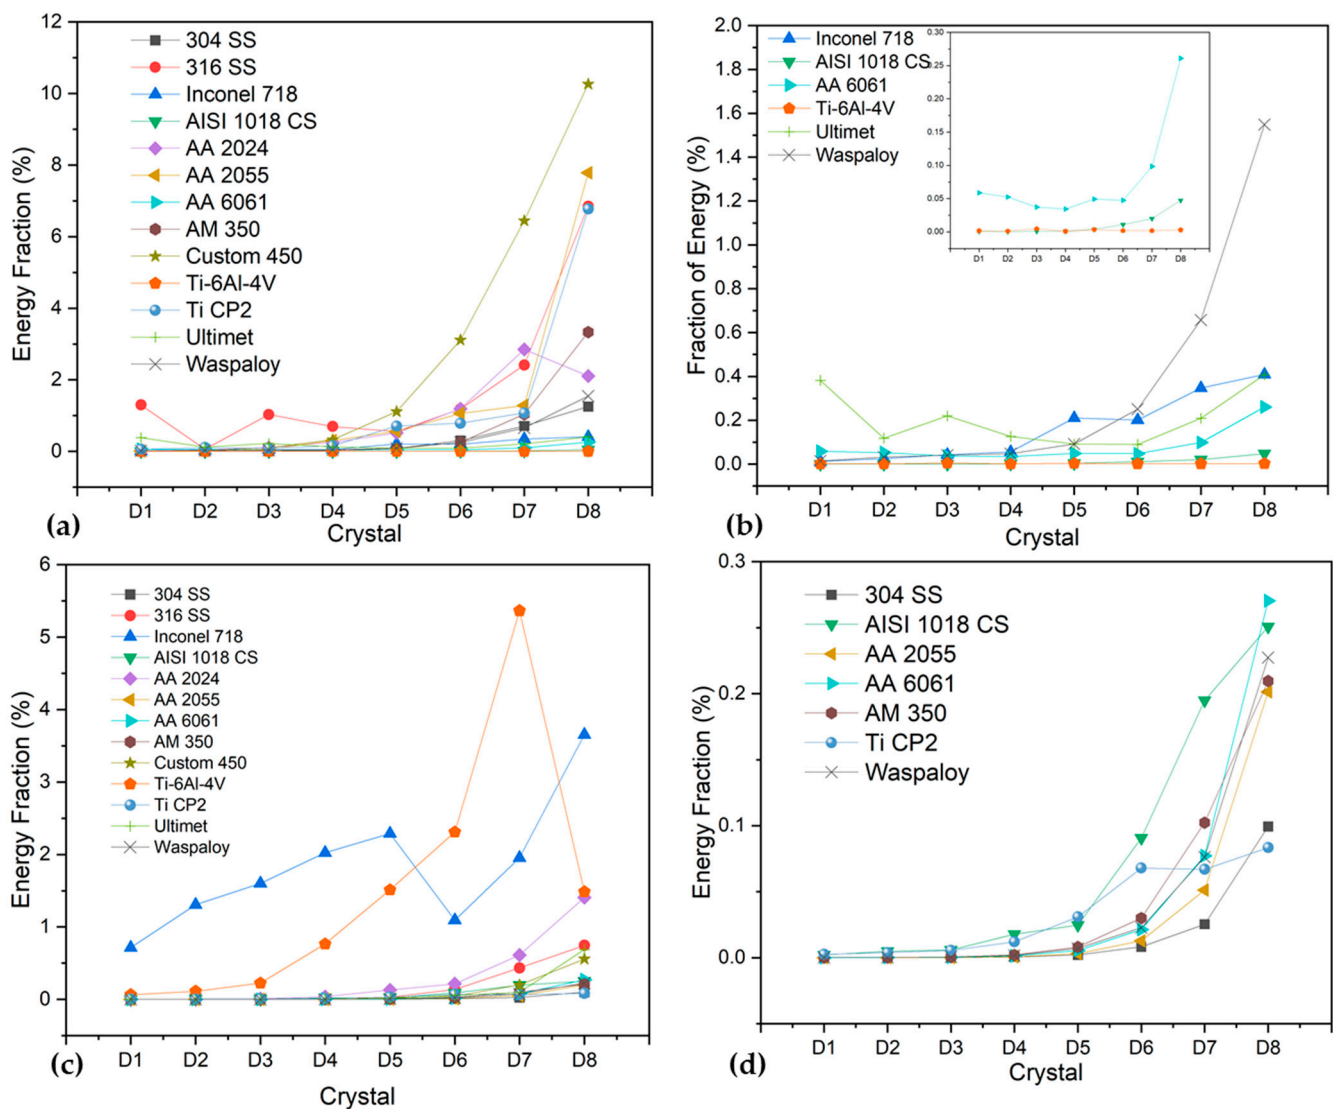 (a)
12
10
8
6
4
2
0
Energy Fraction (%)
304 SS
316 SS
Inconel 718
AISI 1018 CS
AA 2024
AA 2055
AA 6061
AM 350
Custom 450
Ti-6Al-4V
Ti CP2
Ultimet
Waspaloy
D1 D2 D3 D4 D5 D6 D7 D8
Crystal
(b)
2.0
1.8
1.6
1.4
1.2
1.0
0.8
0.6
0.4
0.2
0.0
Fraction of Energy (%)
Inconel 718
AISI 1018 CS
AA 6061
Ti-6Al-4V
Ultimet
Waspaloy
0.30
0.25
0.20
0.15
0.10
0.05
0.00
D1 D2 D3 D4 D5 D6 D7 D8
D1 D2 D3 D4 D5 D6 D7 D8
Crystal
(c)
6
5
4
3
2
1
0
Energy Fraction (%)
304 SS
316 SS
Inconel 718
AISI 1018 CS
AA 2024
AA 2055
AA 6061
AM 350
Custom 450
Ti-6Al-4V
Ti CP2
Ultimet
Waspaloy
D1 D2 D3 D4 D5 D6 D7 D8
Crystal
(d)
0.3
0.2
0.1
0.0
Energy Fraction (%)
304 SS
AISI 1018 CS
AA 2055
AA 6061
AM 350
Ti CP2
Waspaloy
D1 D2 D3 D4 D5 D6 D7 D8
Crystal